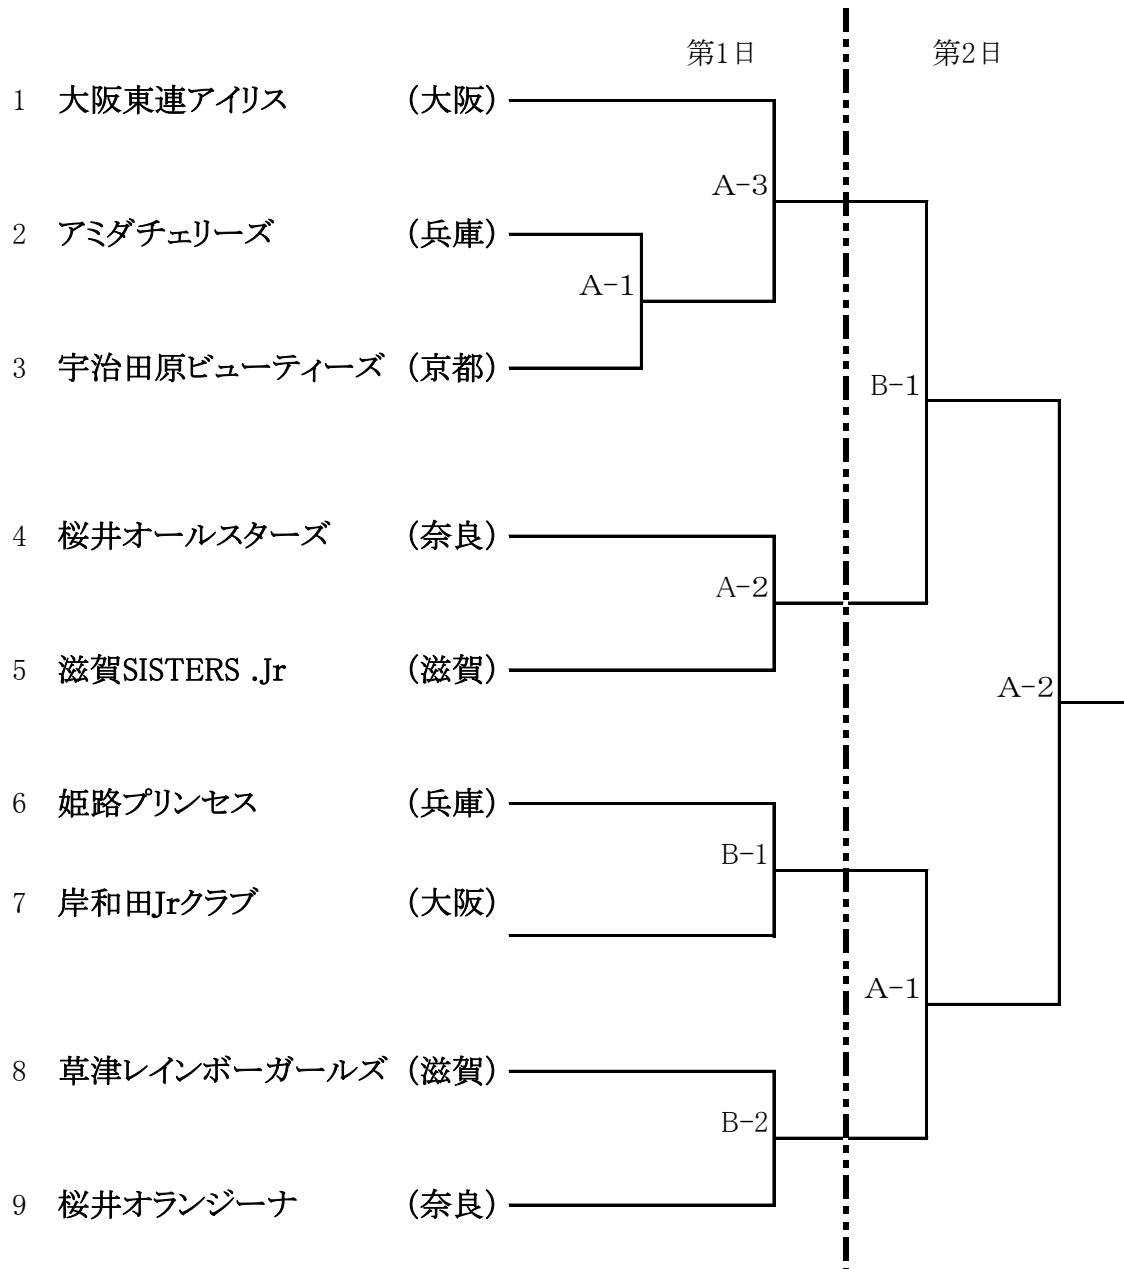 第1日 第2日
1 大阪東連アイリス (大阪)
A-3
2 アミダチェリーズ (兵庫)
A-1
3 宇治田原ビューティーズ (京都)
B-1
4 桜井オールスターズ (奈良)
A-2
5 滋賀SISTERS .Jr (滋賀)
A-2
6 姫路プリンセス (兵庫)
B-1
7 岸和田Jrクラブ (大阪)
A-1
8 草津レインボーガールズ (滋賀)
B-2
9 桜井オランジーナ (奈良)